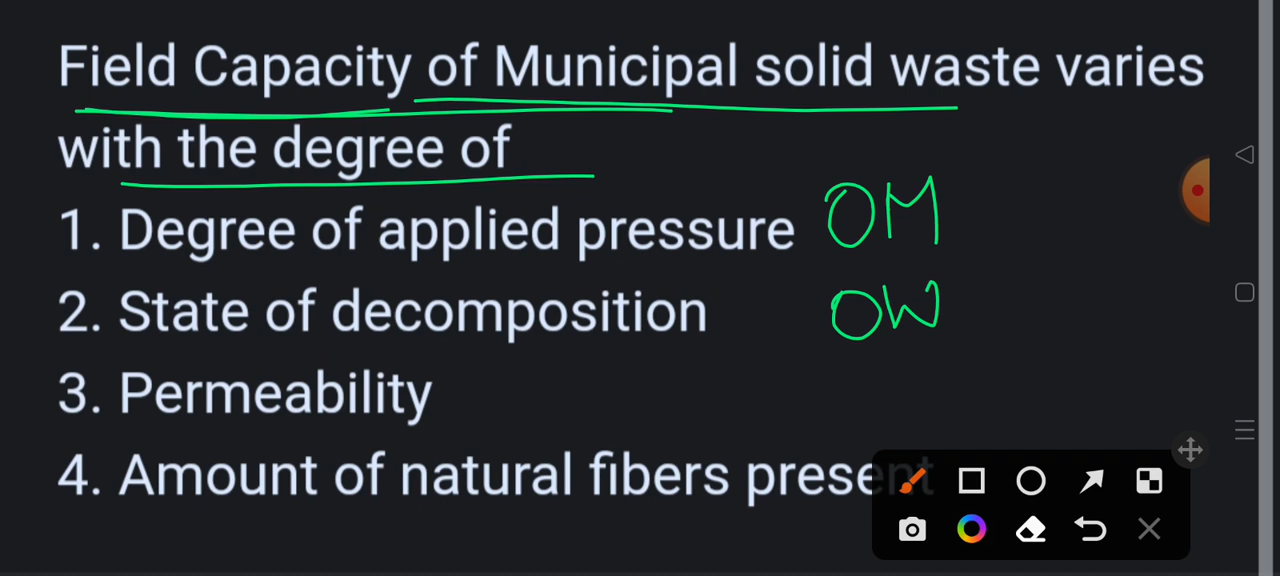 Field Capacity of Municipal solid waste varies
with the degree of
1. Degree of applied pressure OM
2. State of decomposition OW
3. Permeability
4. Amount of natural fibers present